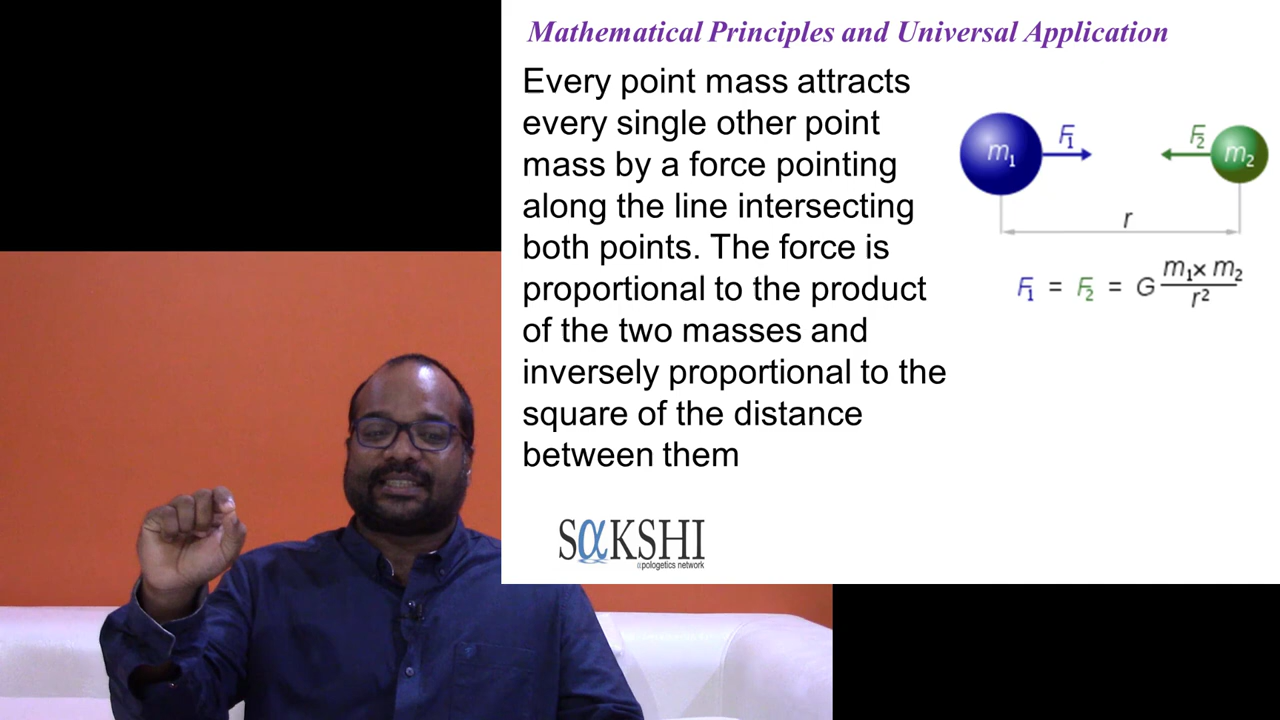 Mathematical Principles and Universal Application
Every point mass attracts
every single other point
mass by a force pointing
along the line intersecting
both points. The force is
proportional to the product
of the two masses and
inversely proportional to the
square of the distance
between them
F₁ F₂
m₁ m₂
r
F₁ = F₂ = G m₁× m₂ / r²
SαKSHI
αpologetics network